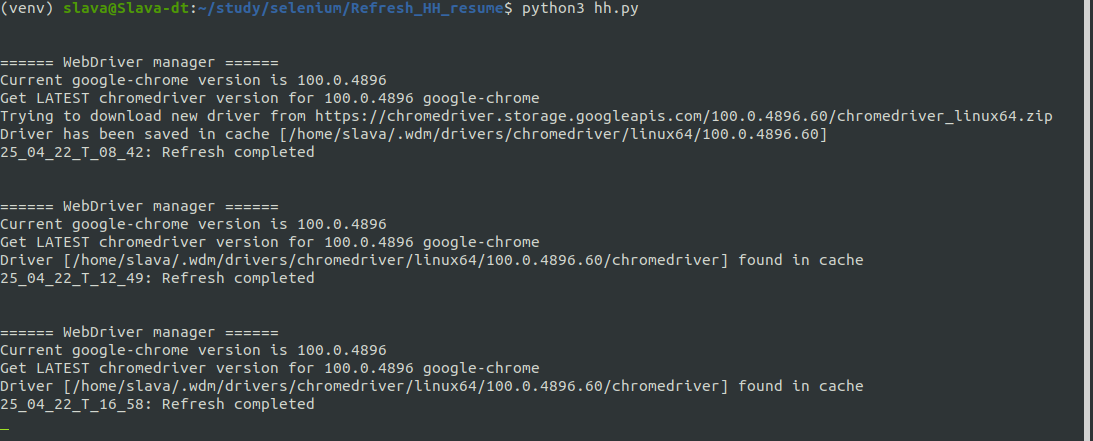 (venv) slava@Slava-dt:~/study/selenium/Refresh_HH_resume$ python3 hh.py
====== WebDriver manager ======
Current google-chrome version is 100.0.4896
Get LATEST chromedriver version for 100.0.4896 google-chrome
Trying to download new driver from https://chromedriver.storage.googleapis.com/100.0.4896.60/chromedriver_linux64.zip
Driver has been saved in cache [/home/slava/.wdm/drivers/chromedriver/linux64/100.0.4896.60]
25_04_22_T_08_42: Refresh completed
====== WebDriver manager ======
Current google-chrome version is 100.0.4896
Get LATEST chromedriver version for 100.0.4896 google-chrome
Driver [/home/slava/.wdm/drivers/chromedriver/linux64/100.0.4896.60/chromedriver] found in cache
25_04_22_T_12_49: Refresh completed
====== WebDriver manager ======
Current google-chrome version is 100.0.4896
Get LATEST chromedriver version for 100.0.4896 google-chrome
Driver [/home/slava/.wdm/drivers/chromedriver/linux64/100.0.4896.60/chromedriver] found in cache
25_04_22_T_16_58: Refresh completed